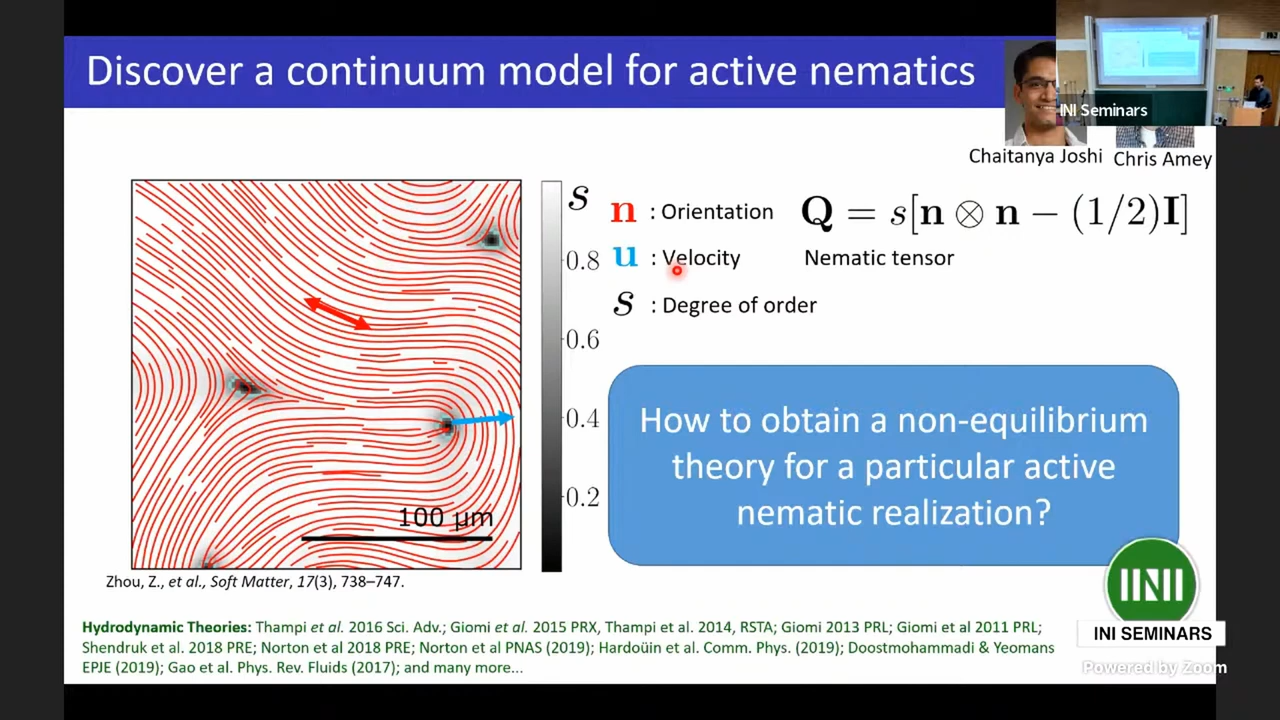 Discover a continuum model for active nematics
INI Seminars
Chaitanya Joshi
Chris Amey
s
0.8
0.6
0.4
0.2
100 µm
n : Orientation
u : Velocity
s : Degree of order
Q = s[n ⊗ n − (1/2)I]
Nematic tensor
How to obtain a non-equilibrium
theory for a particular active
nematic realization?
Zhou, Z., et al., Soft Matter, 17(3), 738–747.
Hydrodynamic Theories: Thampi et al. 2016 Sci. Adv.; Giomi et al. 2015 PRX, Thampi et al. 2014, RSTA; Giomi 2013 PRL; Giomi et al 2011 PRL;
Shendruk et al. 2018 PRE; Norton et al 2018 PRE; Norton et al PNAS (2019); Hardoüin et al. Comm. Phys. (2019); Doostmohammadi & Yeomans
EPJE (2019); Gao et al. Phys. Rev. Fluids (2017); and many more...
INI
INI SEMINARS
Powered by Zoom